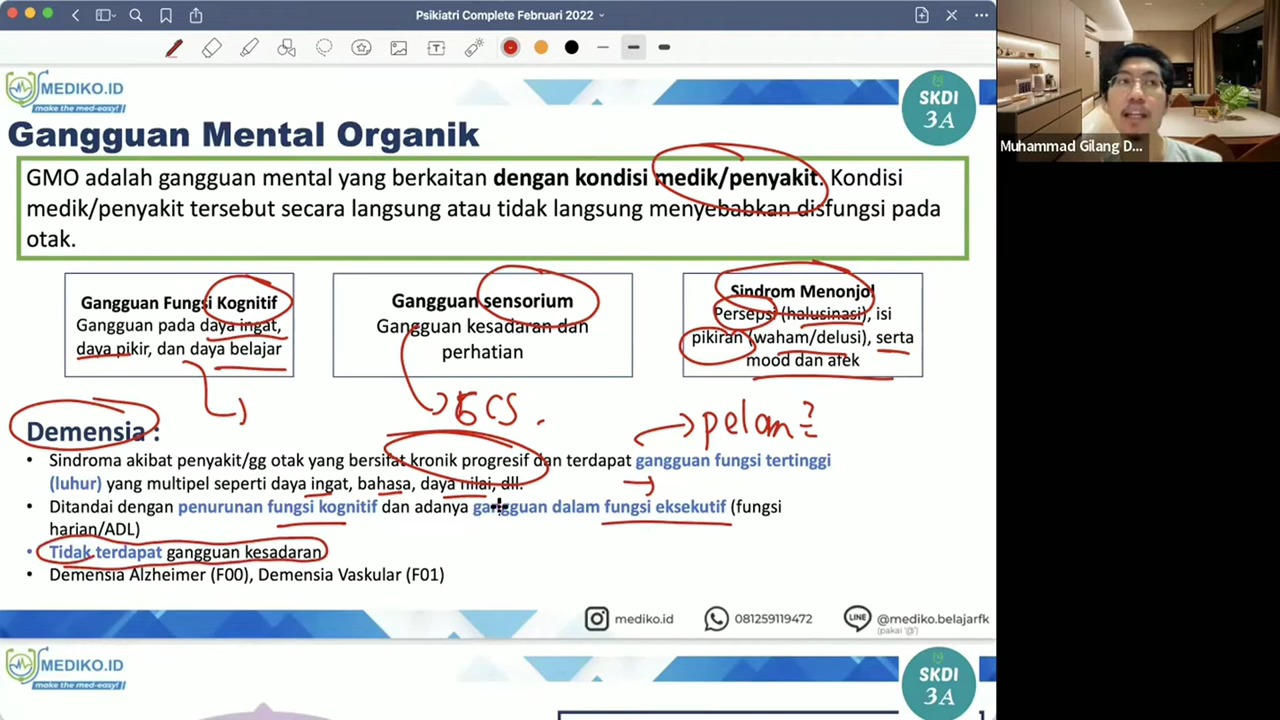 Psikiatri Complete Februari 2022
MEDIKO.ID
make the med-easy!
SKDI
3A
Gangguan Mental Organik
GMO adalah gangguan mental yang berkaitan dengan kondisi medik/penyakit. Kondisi
medik/penyakit tersebut secara langsung atau tidak langsung menyebabkan disfungsi pada
otak.
Gangguan Fungsi Kognitif
Gangguan pada daya ingat,
daya pikir, dan daya belajar
Gangguan sensorium
Gangguan kesadaran dan
perhatian
Sindrom Menonjol
Persepsi (halusinasi), isi
pikiran (waham/delusi), serta
mood dan afek
GCS.
Demensia :
Sindroma akibat penyakit/gg otak yang bersifat kronik progresif dan terdapat gangguan fungsi tertinggi
(luhur) yang multipel seperti daya ingat, bahasa, daya nilai, dll.
Ditandai dengan penurunan fungsi kognitif dan adanya gangguan dalam fungsi eksekutif (fungsi
harian/ADL)
Tidak terdapat gangguan kesadaran
Demensia Alzheimer (F00), Demensia Vaskular (F01)
mediko.id
081259119472
@mediko.belajarfk
(pakai '@')
MEDIKO.ID
make the med-easy!
SKDI
3A
Muhammad Gilang D...